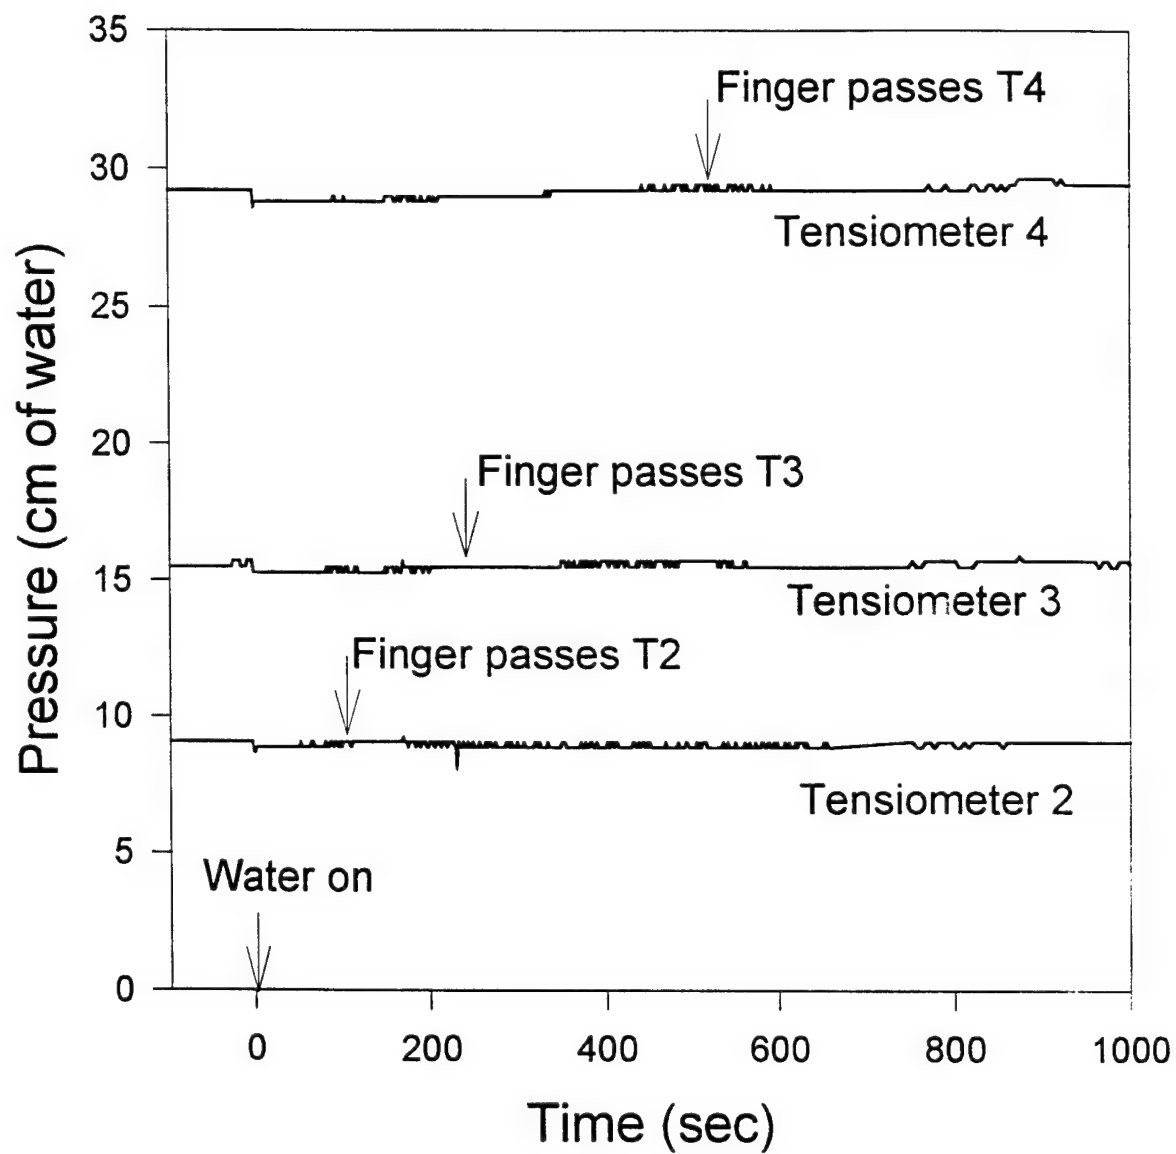 35
Finger passes T4
30
Tensiometer 4
25
Pressure (cm of water)
20
Finger passes T3
15
Tensiometer 3
Finger passes T2
10
Tensiometer 2
5
Water on
0
0 200 400 600 800 1000
Time (sec)